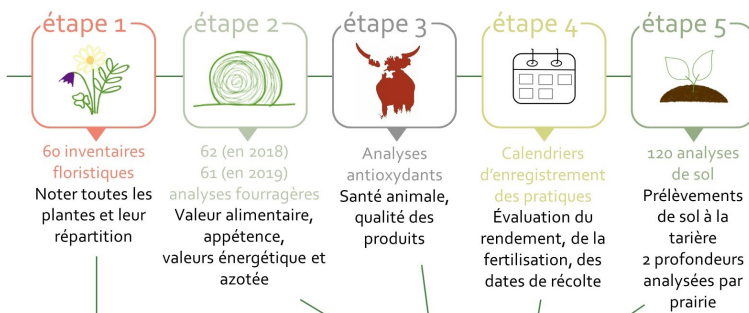 étape 1
60 inventaires
floristiques
Noter toutes les
plantes et leur
répartition
étape 2
62 (en 2018)
61 (en 2019)
analyses fourragères
Valeur alimentaire,
appétence,
valeurs énergétique et
azotée
étape 3
Analyses
antioxydants
Santé animale,
qualité des
produits
étape 4
Calendriers
d'enregistrement
des pratiques
Évaluation du
rendement, de la
fertilisation, des
dates de récolte
étape 5
120 analyses
de sol
Prélèvements
de sol à la
tarière
2 profondeurs
analysées par
prairie